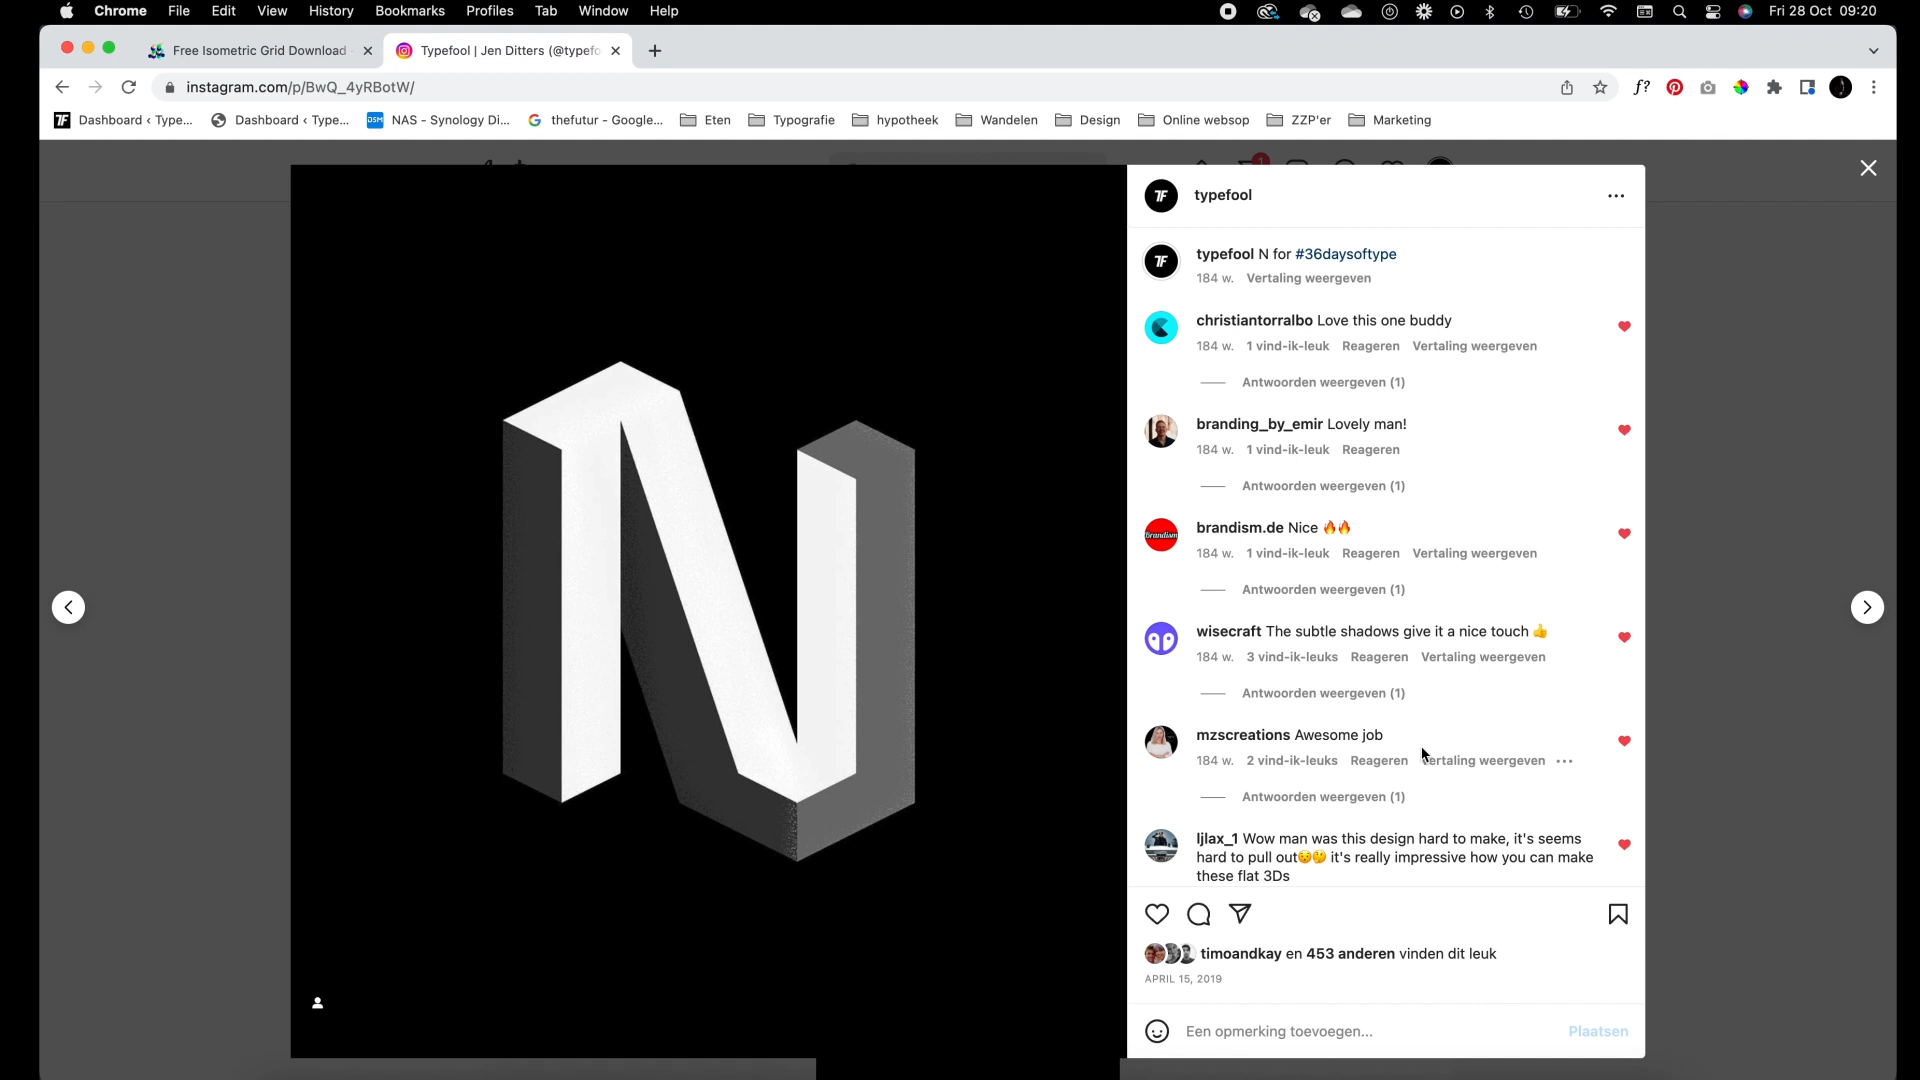 Chrome File Edit View History Bookmarks Profiles Tab Window Help Fri 28 Oct 09:20
Free Isometric Grid Download Typefool | Jen Ditters (@typefo
instagram.com/p/BwQ_4yRBotW/ f?
TF Dashboard ‹ Type... Dashboard ‹ Type... DSM NAS - Synology Di... thefutur - Google... Eten Typografie hypotheek Wandelen Design Online websop ZZP'er Marketing
1
N
TF typefool
TF typefool N for #36daysoftype
184 w. Vertaling weergeven
christiantorralbo Love this one buddy
184 w. 1 vind-ik-leuk Reageren Vertaling weergeven
Antwoorden weergeven (1)
branding_by_emir Lovely man!
184 w. 1 vind-ik-leuk Reageren
Antwoorden weergeven (1)
Brandism brandism.de Nice 🔥🔥
184 w. 1 vind-ik-leuk Reageren Vertaling weergeven
Antwoorden weergeven (1)
wisecraft The subtle shadows give it a nice touch 👍
184 w. 3 vind-ik-leuks Reageren Vertaling weergeven
Antwoorden weergeven (1)
mzscreations Awesome job
184 w. 2 vind-ik-leuks Reageren Vertaling weergeven
Antwoorden weergeven (1)
ljlax_1 Wow man was this design hard to make, it's seems
hard to pull out😌🤔 it's really impressive how you can make
these flat 3Ds
timoandkay en 453 anderen vinden dit leuk
APRIL 15, 2019
Een opmerking toevoegen... Plaatsen